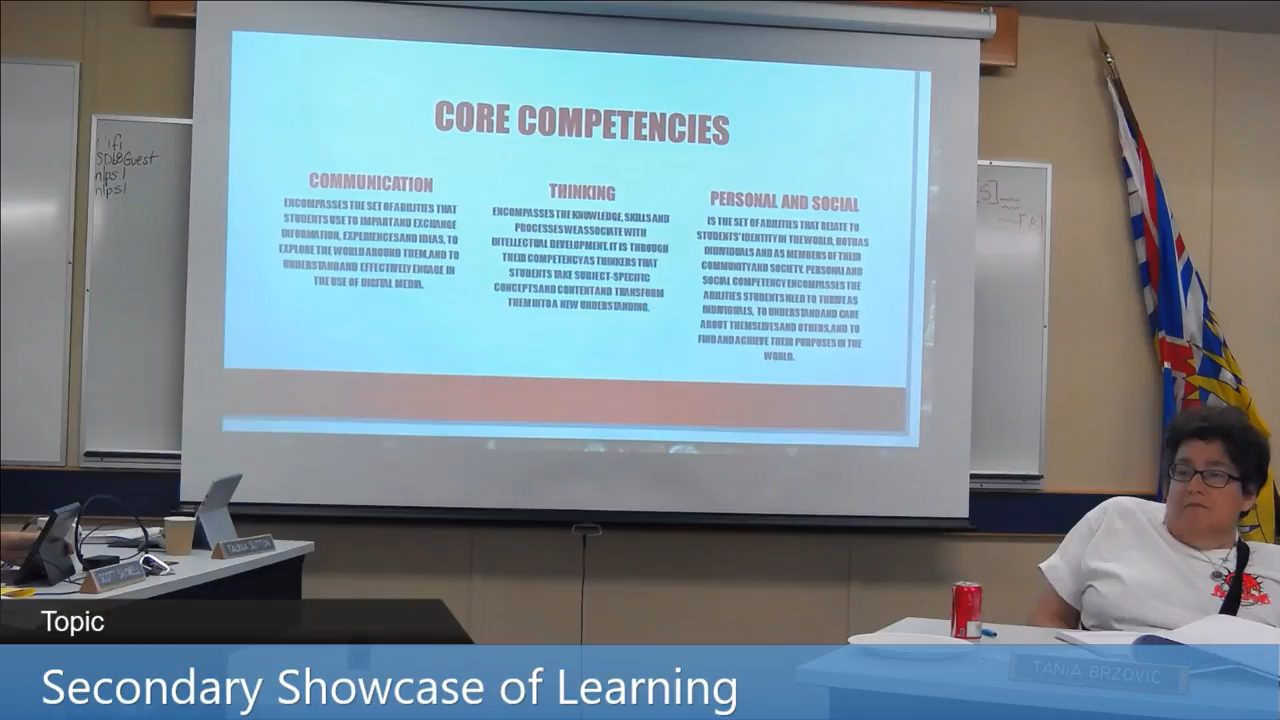 CORE COMPETENCIES
COMMUNICATION
ENCOMPASSES THE SET OF ABILITIES THAT
STUDENTS USE TO IMPART AND EXCHANGE
INFORMATION, EXPERIENCES AND IDEAS, TO
EXPLORE THE WORLD AROUND THEM, AND TO
UNDERSTAND AND EFFECTIVELY ENGAGE IN
THE USE OF DIGITAL MEDIA.
THINKING
ENCOMPASSES THE KNOWLEDGE, SKILLS AND
PROCESSES WE ASSOCIATE WITH
INTELLECTUAL DEVELOPMENT. IT IS THROUGH
THEIR COMPETENCY AS THINKERS THAT
STUDENTS TAKE SUBJECT-SPECIFIC
CONCEPTS AND CONTENT AND TRANSFORM
THEM INTO A NEW UNDERSTANDING.
PERSONAL AND SOCIAL
IS THE SET OF ABILITIES THAT RELATE TO
STUDENTS' IDENTITY IN THE WORLD, BOTH AS
INDIVIDUALS AND AS MEMBERS OF THEIR
COMMUNITY AND SOCIETY. PERSONAL AND
SOCIAL COMPETENCY ENCOMPASSES THE
ABILITIES STUDENTS NEED TO THRIVE AS
INDIVIDUALS, TO UNDERSTAND AND CARE
ABOUT THEMSELVES AND OTHERS, AND TO
FIND AND ACHIEVE THEIR PURPOSES IN THE
WORLD.
SD68Guest
nlps1
nlps1
SCOTT
TANIA BRZOVIC
Topic
Secondary Showcase of Learning